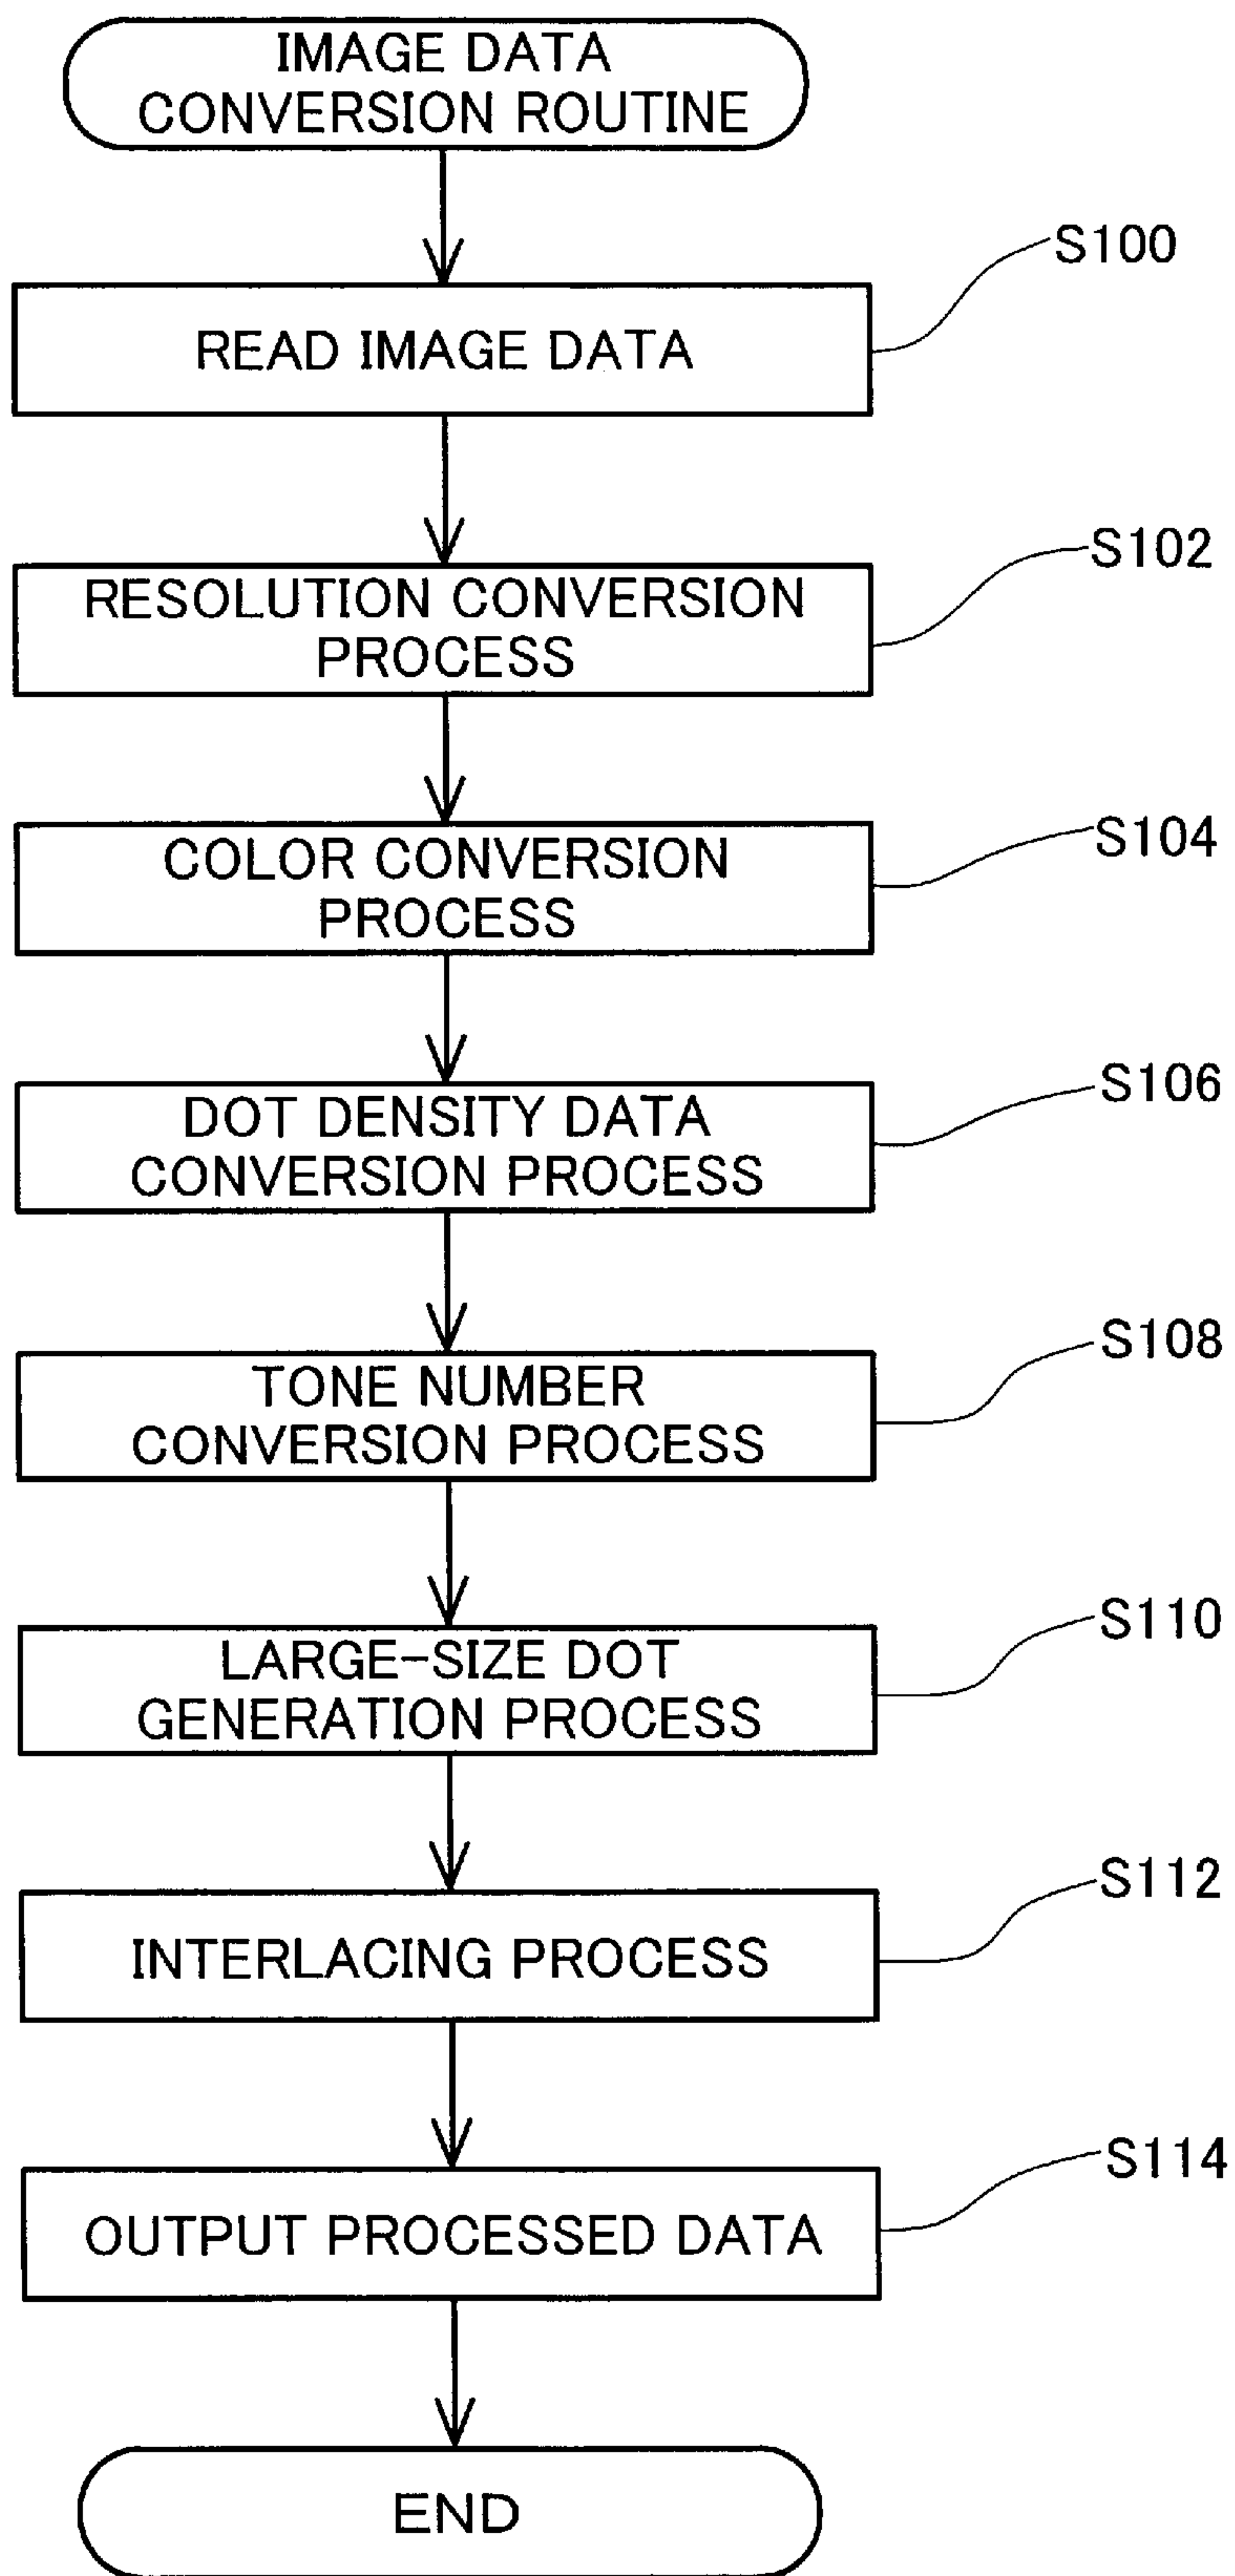 IMAGE DATA
CONVERSION ROUTINE
S100
READ IMAGE DATA
S102
RESOLUTION CONVERSION
PROCESS
S104
COLOR CONVERSION
PROCESS
S106
DOT DENSITY DATA
CONVERSION PROCESS
S108
TONE NUMBER
CONVERSION PROCESS
S110
LARGE-SIZE DOT
GENERATION PROCESS
S112
INTERLACING PROCESS
S114
OUTPUT PROCESSED DATA
END